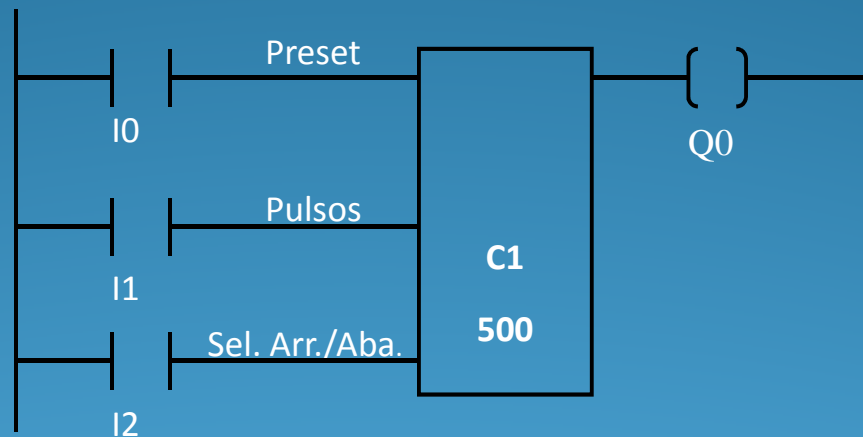 Preset
I0
Q0
Pulsos
I1
C1
500
Sel. Arr./Aba.
I2